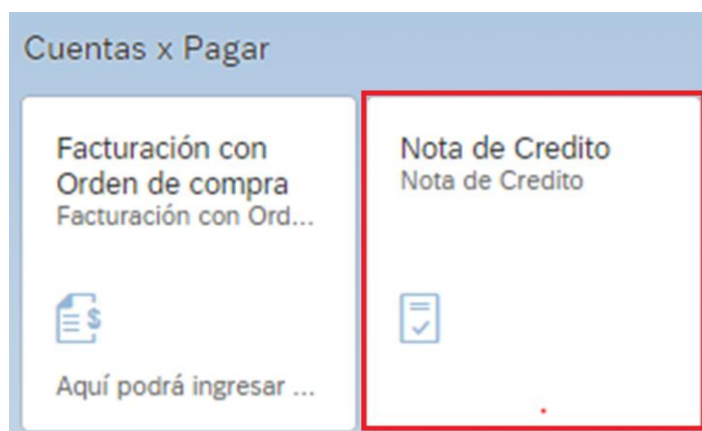 Cuentas x Pagar
Facturación con
Orden de compra
Facturación con Ord...
$
Aquí podrá ingresar ...
Nota de Credito
Nota de Credito